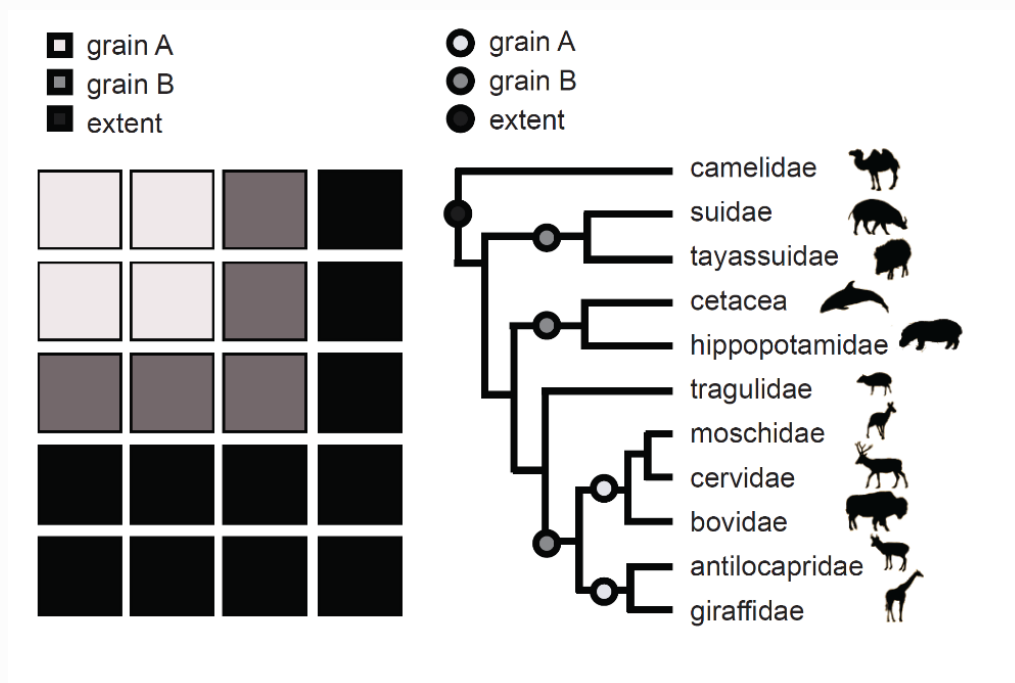 grain A
grain B
extent
grain A
grain B
extent
camelidae
suidae
tayassuidae
cetacea
hippopotamidae
tragulidae
moschidae
cervidae
bovidae
antilocapridae
giraffidae